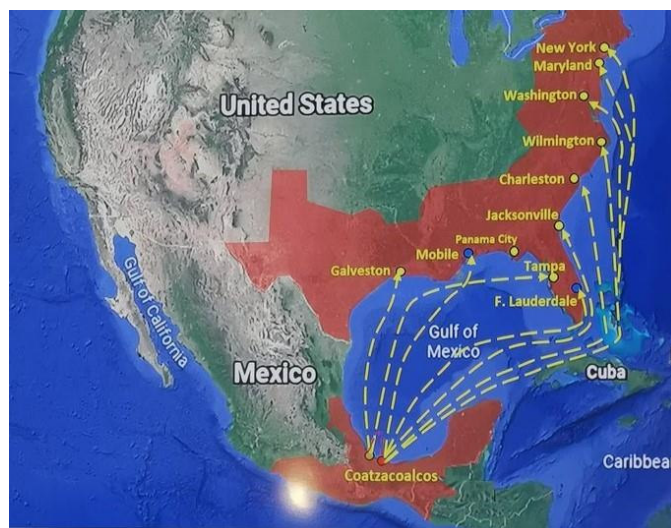 New York
Maryland
United States
Washington
Wilmington
Charleston
Jacksonville
Panama City
Mobile
Tampa
Galveston
F. Lauderdale
Gulf of
California
Gulf of
Mexico
Mexico
Cuba
Caribbea
Coatzacoalcos